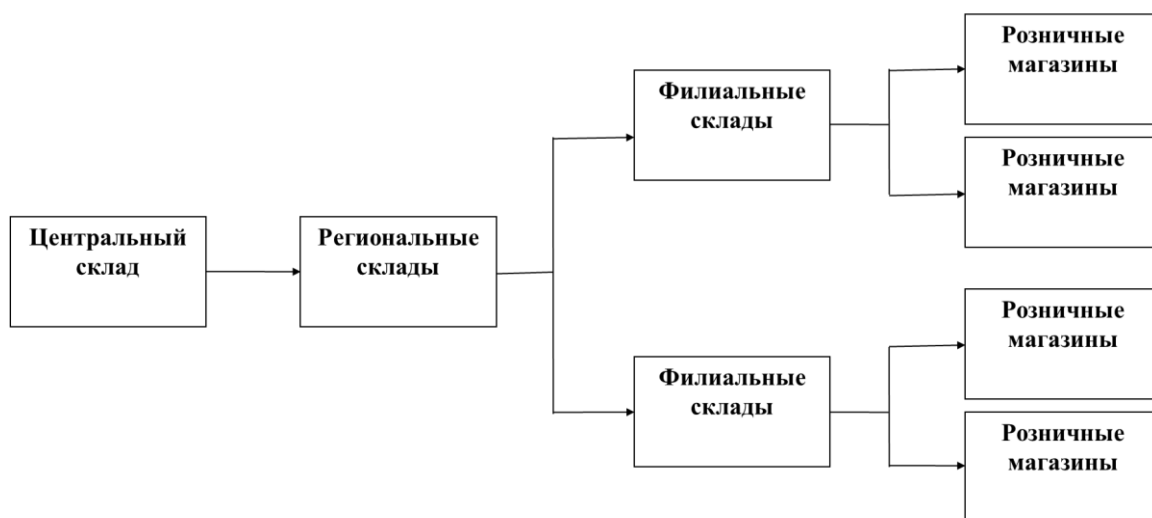 Центральный
склад
Региональные
склады
Филиальные
склады
Филиальные
склады
Розничные
магазины
Розничные
магазины
Розничные
магазины
Розничные
магазины